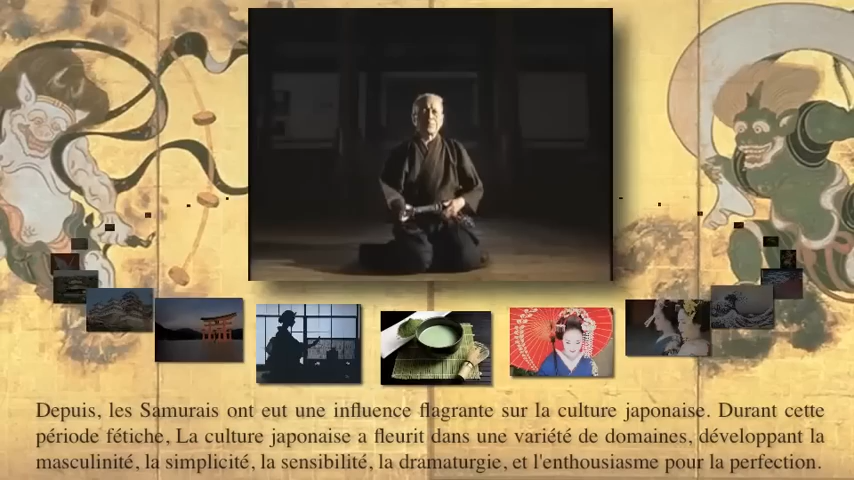 Depuis, les Samurais ont eut une influence flagrante sur la culture japonaise. Durant cette
période fétiche, La culture japonaise a fleurit dans une variété de domaines, développant la
masculinité, la simplicité, la sensibilité, la dramaturgie, et l'enthousiasme pour la perfection.